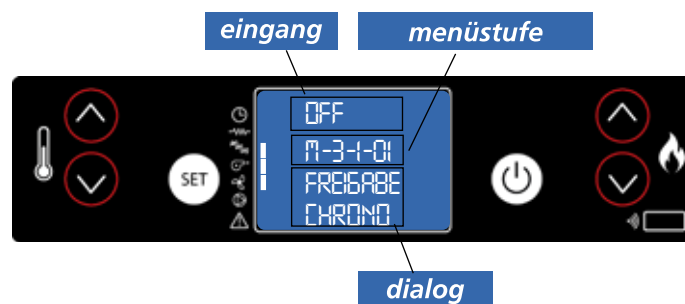 eingang menüstufe
OFF
M-3-1-01
SET
FREIGABE
CHRONO
dialog